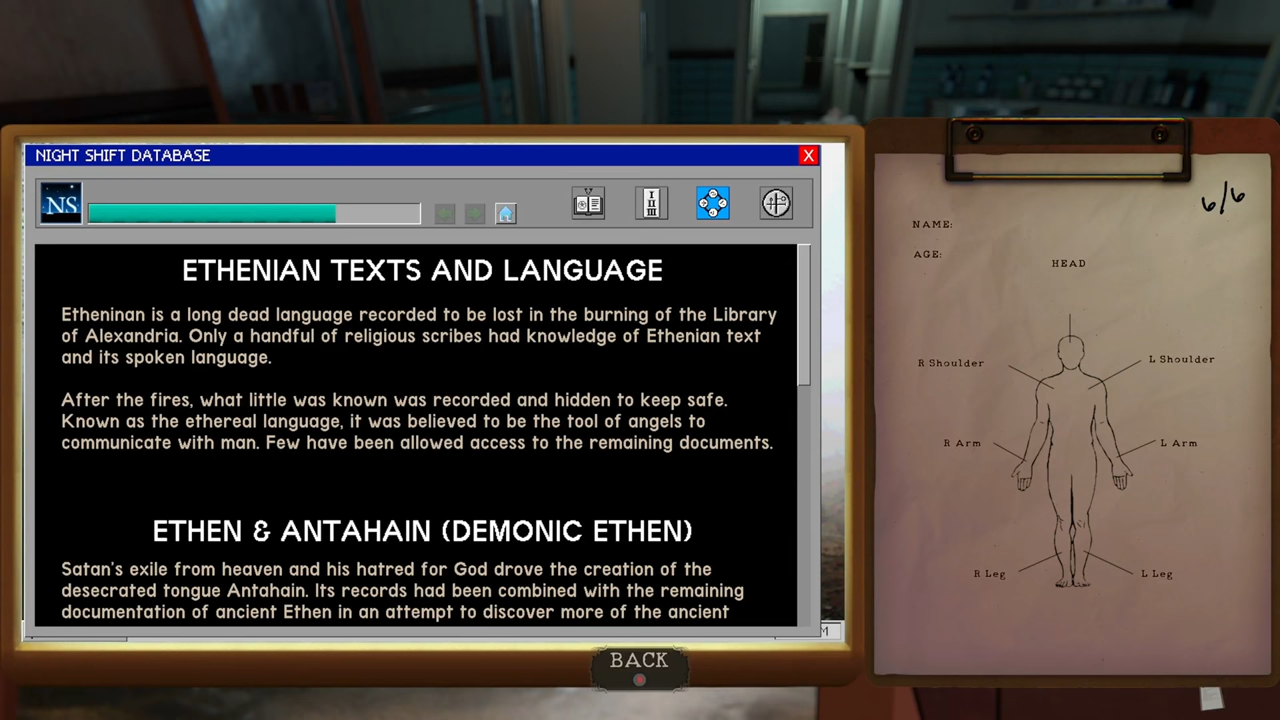 NIGHT SHIFT DATABASE
X
NS
I
II
III
ETHENIAN TEXTS AND LANGUAGE
Etheninan is a long dead language recorded to be lost in the burning of the Library
of Alexandria. Only a handful of religious scribes had knowledge of Ethenian text
and its spoken language.
After the fires, what little was known was recorded and hidden to keep safe.
Known as the ethereal language, it was believed to be the tool of angels to
communicate with man. Few have been allowed access to the remaining documents.
ETHEN & ANTAHAIN (DEMONIC ETHEN)
Satan's exile from heaven and his hatred for God drove the creation of the
desecrated tongue Antahain. Its records had been combined with the remaining
documentation of ancient Ethen in an attempt to discover more of the ancient
BACK
6/6
NAME:
AGE:
HEAD
R Shoulder
L Shoulder
R Arm
L Arm
R Leg
L Leg